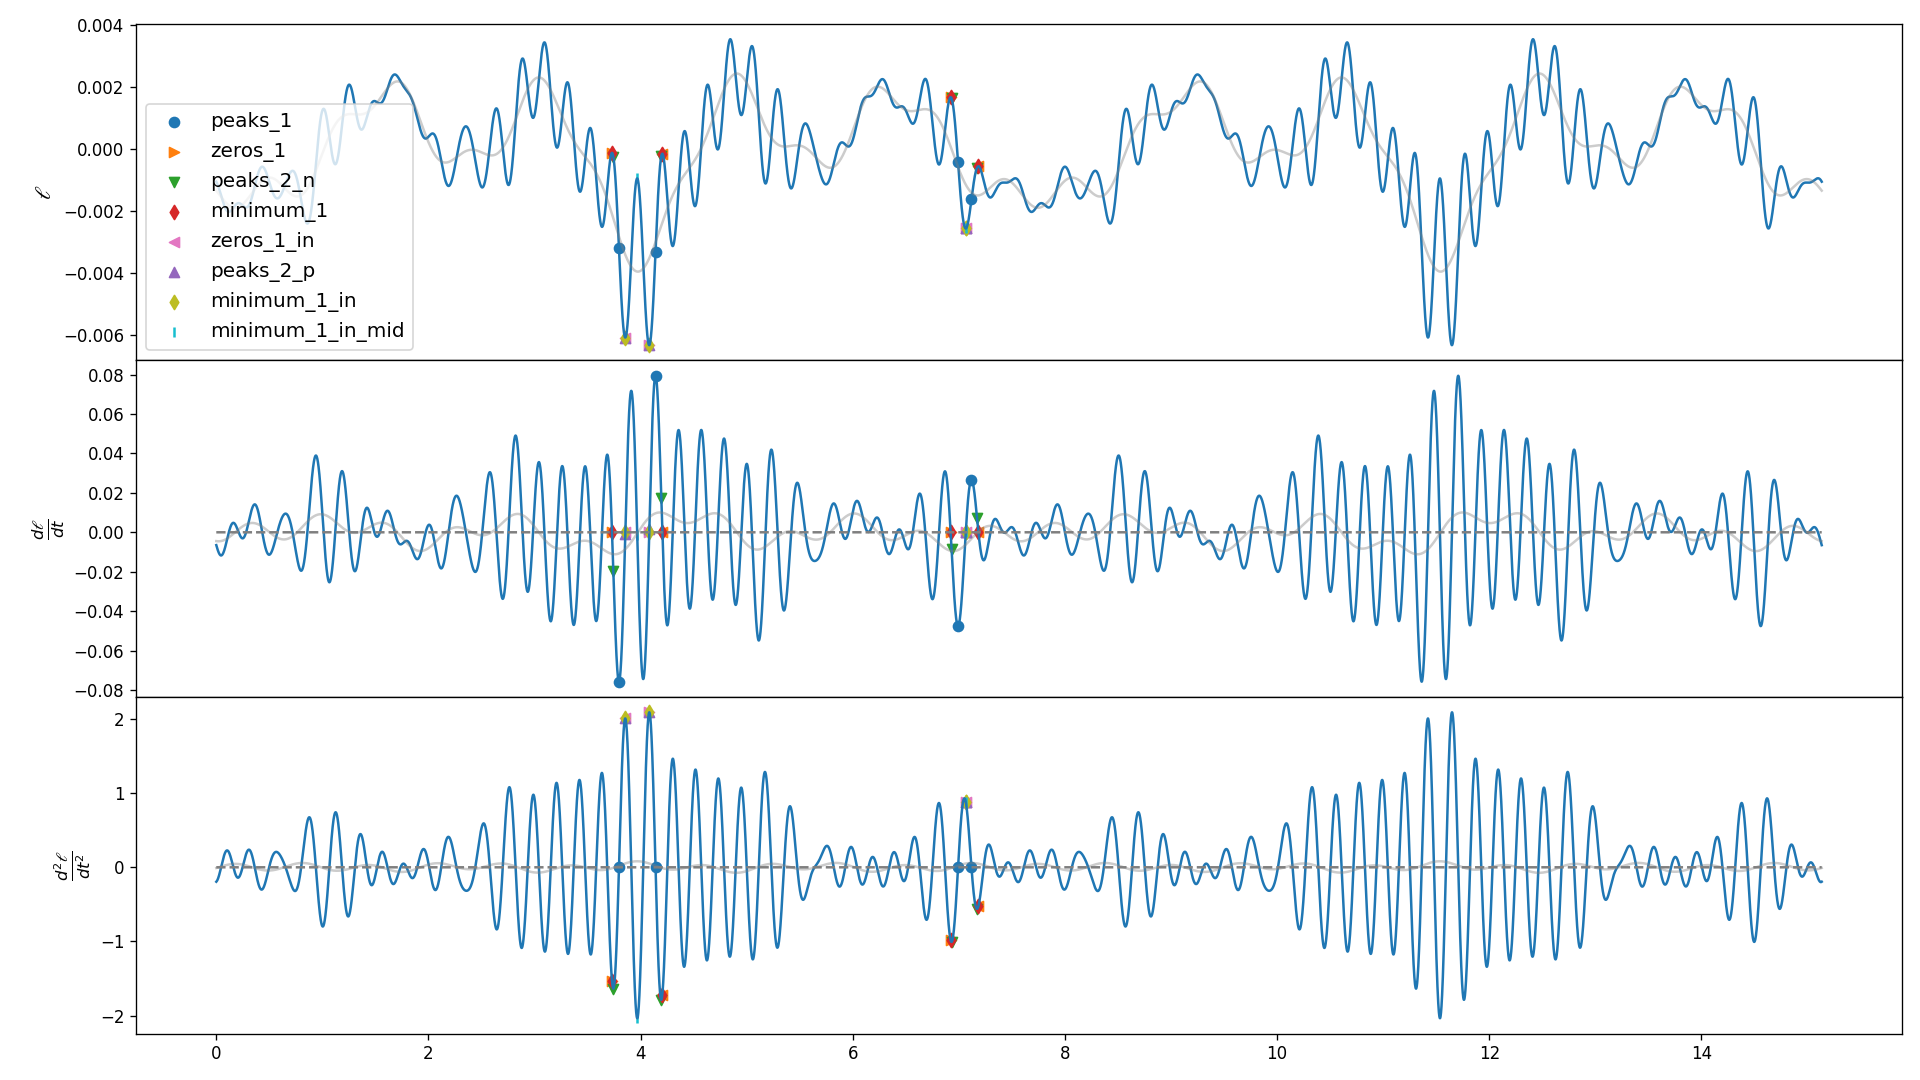 0.004
0.002
0.000
−0.002
−0.004
−0.006
ℓ
peaks_1
zeros_1
peaks_2_n
minimum_1
zeros_1_in
peaks_2_p
minimum_1_in
minimum_1_in_mid
0.08
0.06
0.04
0.02
0.00
−0.02
−0.04
−0.06
−0.08
dℓ/dt
2
1
0
−1
−2
d²ℓ/dt²
0 2 4 6 8 10 12 14